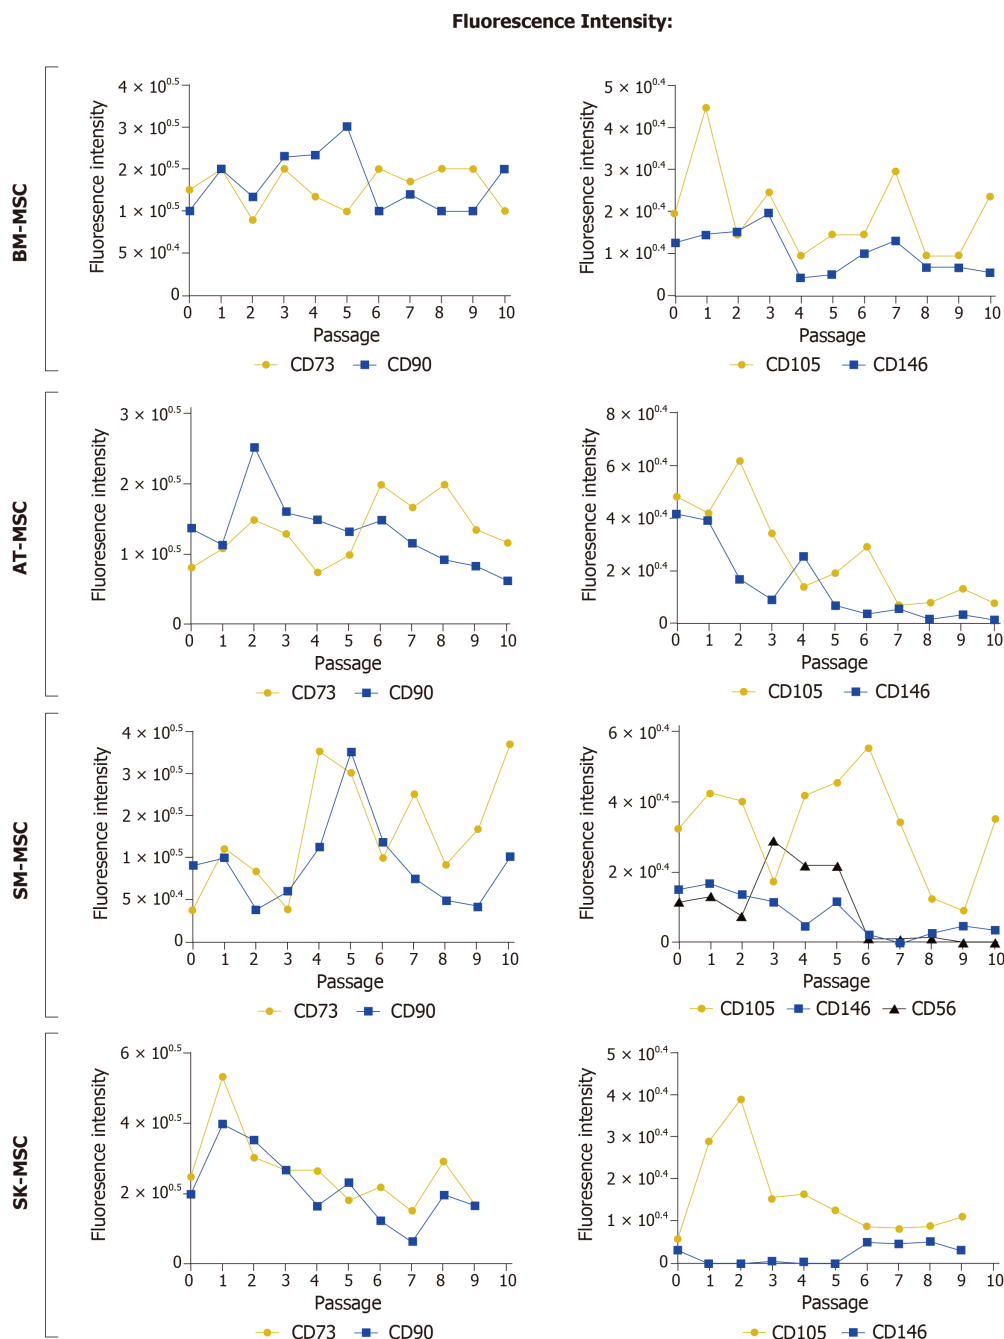 Fluorescence Intensity:
BM-MSC
Fluoresence intensity
4 × 10^0.5
3 × 10^0.5
2 × 10^0.5
1 × 10^0.5
5 × 10^0.4
0
0 1 2 3 4 5 6 7 8 9 10
Passage
CD73 CD90
Fluoresence intensity
5 × 10^0.4
4 × 10^0.4
3 × 10^0.4
2 × 10^0.4
1 × 10^0.4
0
0 1 2 3 4 5 6 7 8 9 10
Passage
CD105 CD146
AT-MSC
Fluoresence intensity
3 × 10^0.5
2 × 10^0.5
1 × 10^0.5
0
0 1 2 3 4 5 6 7 8 9 10
Passage
CD73 CD90
Fluoresence intensity
8 × 10^0.4
6 × 10^0.4
4 × 10^0.4
2 × 10^0.4
0
0 1 2 3 4 5 6 7 8 9 10
Passage
CD105 CD146
SM-MSC
Fluoresence intensity
4 × 10^0.5
3 × 10^0.5
2 × 10^0.5
1 × 10^0.5
5 × 10^0.4
0
0 1 2 3 4 5 6 7 8 9 10
Passage
CD73 CD90
Fluoresence intensity
6 × 10^0.4
4 × 10^0.4
2 × 10^0.4
0
0 1 2 3 4 5 6 7 8 9 10
Passage
CD105 CD146 CD56
SK-MSC
Fluoresence intensity
6 × 10^0.5
4 × 10^0.5
2 × 10^0.5
0
0 1 2 3 4 5 6 7 8 9 10
Passage
CD73 CD90
Fluoresence intensity
5 × 10^0.4
4 × 10^0.4
3 × 10^0.4
2 × 10^0.4
1 × 10^0.4
0
0 1 2 3 4 5 6 7 8 9 10
Passage
CD105 CD146